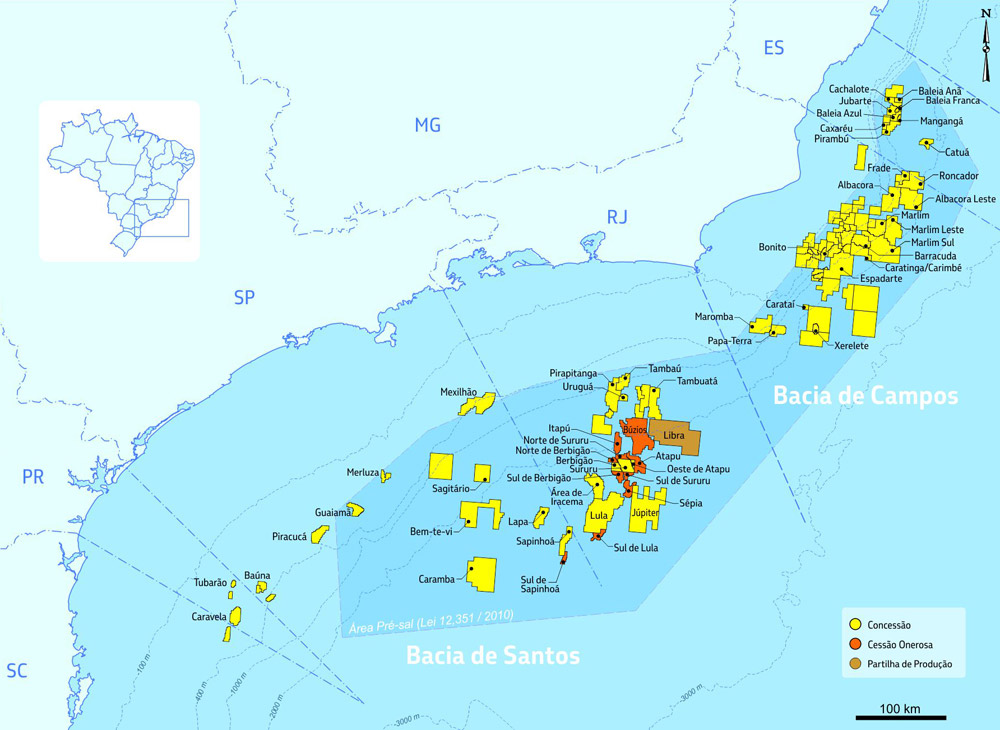 N
ES
MG
RJ
SP
PR
SC
Cachalote
Baleia Anã
Jubarte
Baleia Franca
Baleia Azul
Mangangá
Caxaréu
Pirambú
Catuá
Frade
Roncador
Albacora
Albacora Leste
Marlim
Marlim Leste
Marlim Sul
Bonito
Barracuda
Caratinga/Carimbé
Espadarte
Carataí
Maromba
Papa-Terra
Xerelete
Bacia de Campos
Pirapitanga
Tambaú
Uruguá
Tambuatá
Mexilhão
Itapú
Búzios
Libra
Norte de Sururu
Norte de Berbigão
Berbigão
Atapu
Sururu
Oeste de Atapu
Sul de Berbigão
Sul de Sururu
Merluza
Sagitário
Área de
Iracema
Sépia
Guaiamá
Lula
Júpiter
Lapa
Bem-te-vi
Piracucá
Sapinhoá
Sul de Lula
Tubarão
Baúna
Caramba
Sul de
Sapinhoá
Caravela
Área Pré-sal (Lei 12,351 / 2010)
Bacia de Santos
100 m
400 m
-1000 m
-2000 m
-3000 m
-3000 m
Concessão
Cessão Onerosa
Partilha de Produção
100 km